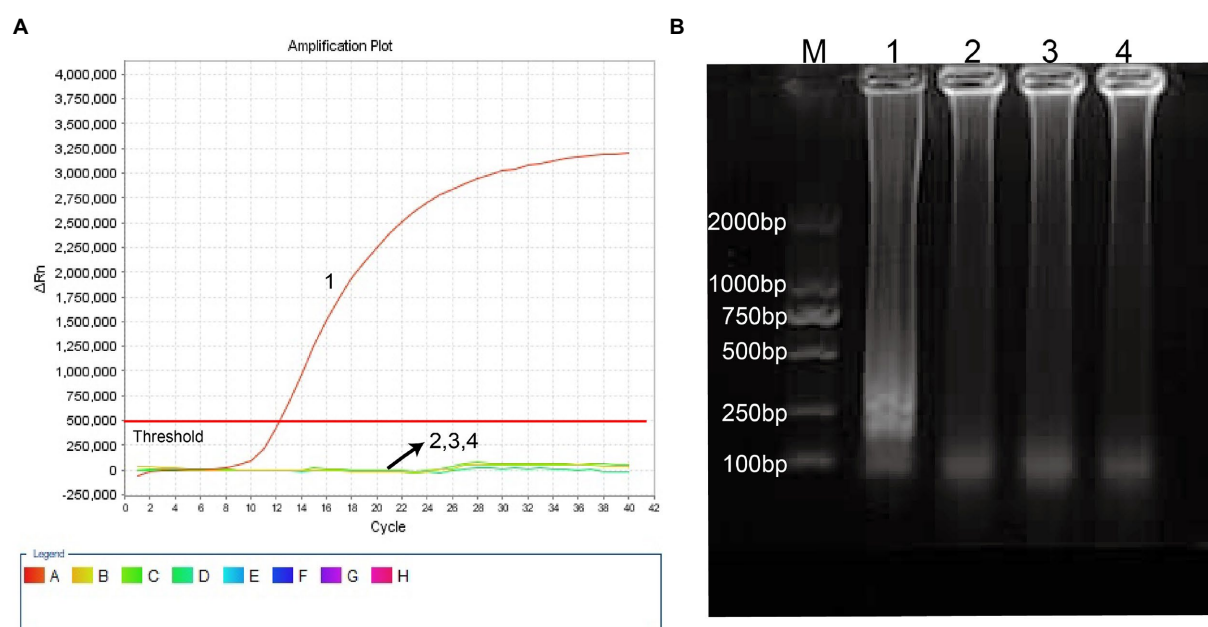 A
Amplification Plot
ΔRn
4,000,000
3,750,000
3,500,000
3,250,000
3,000,000
2,750,000
2,500,000
2,250,000
2,000,000
1,750,000
1,500,000
1,250,000
1,000,000
750,000
500,000
250,000
0
-250,000
1
Threshold
2,3,4
0 2 4 6 8 10 12 14 16 18 20 22 24 26 28 30 32 34 36 38 40 42
Cycle
Legend
A B C D E F G H
B
M 1 2 3 4
2000bp
1000bp
750bp
500bp
250bp
100bp